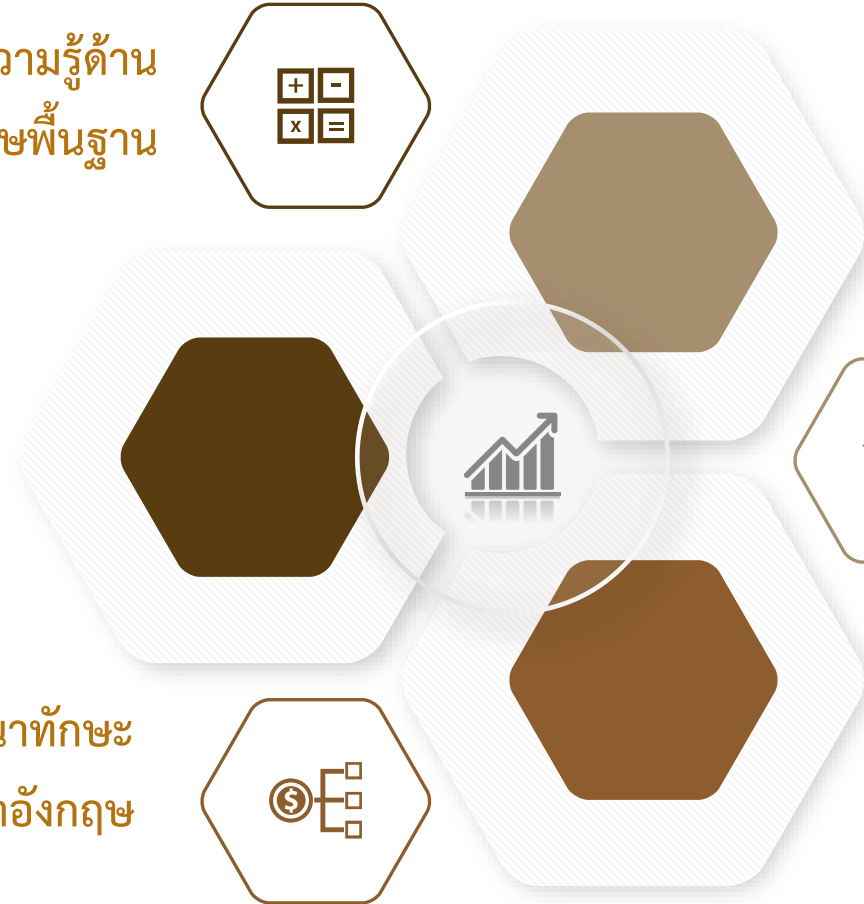 วามรู้ด้าน
ษพื้นฐาน
+ -
x =
นาทักษะ
อังกฤษ
$